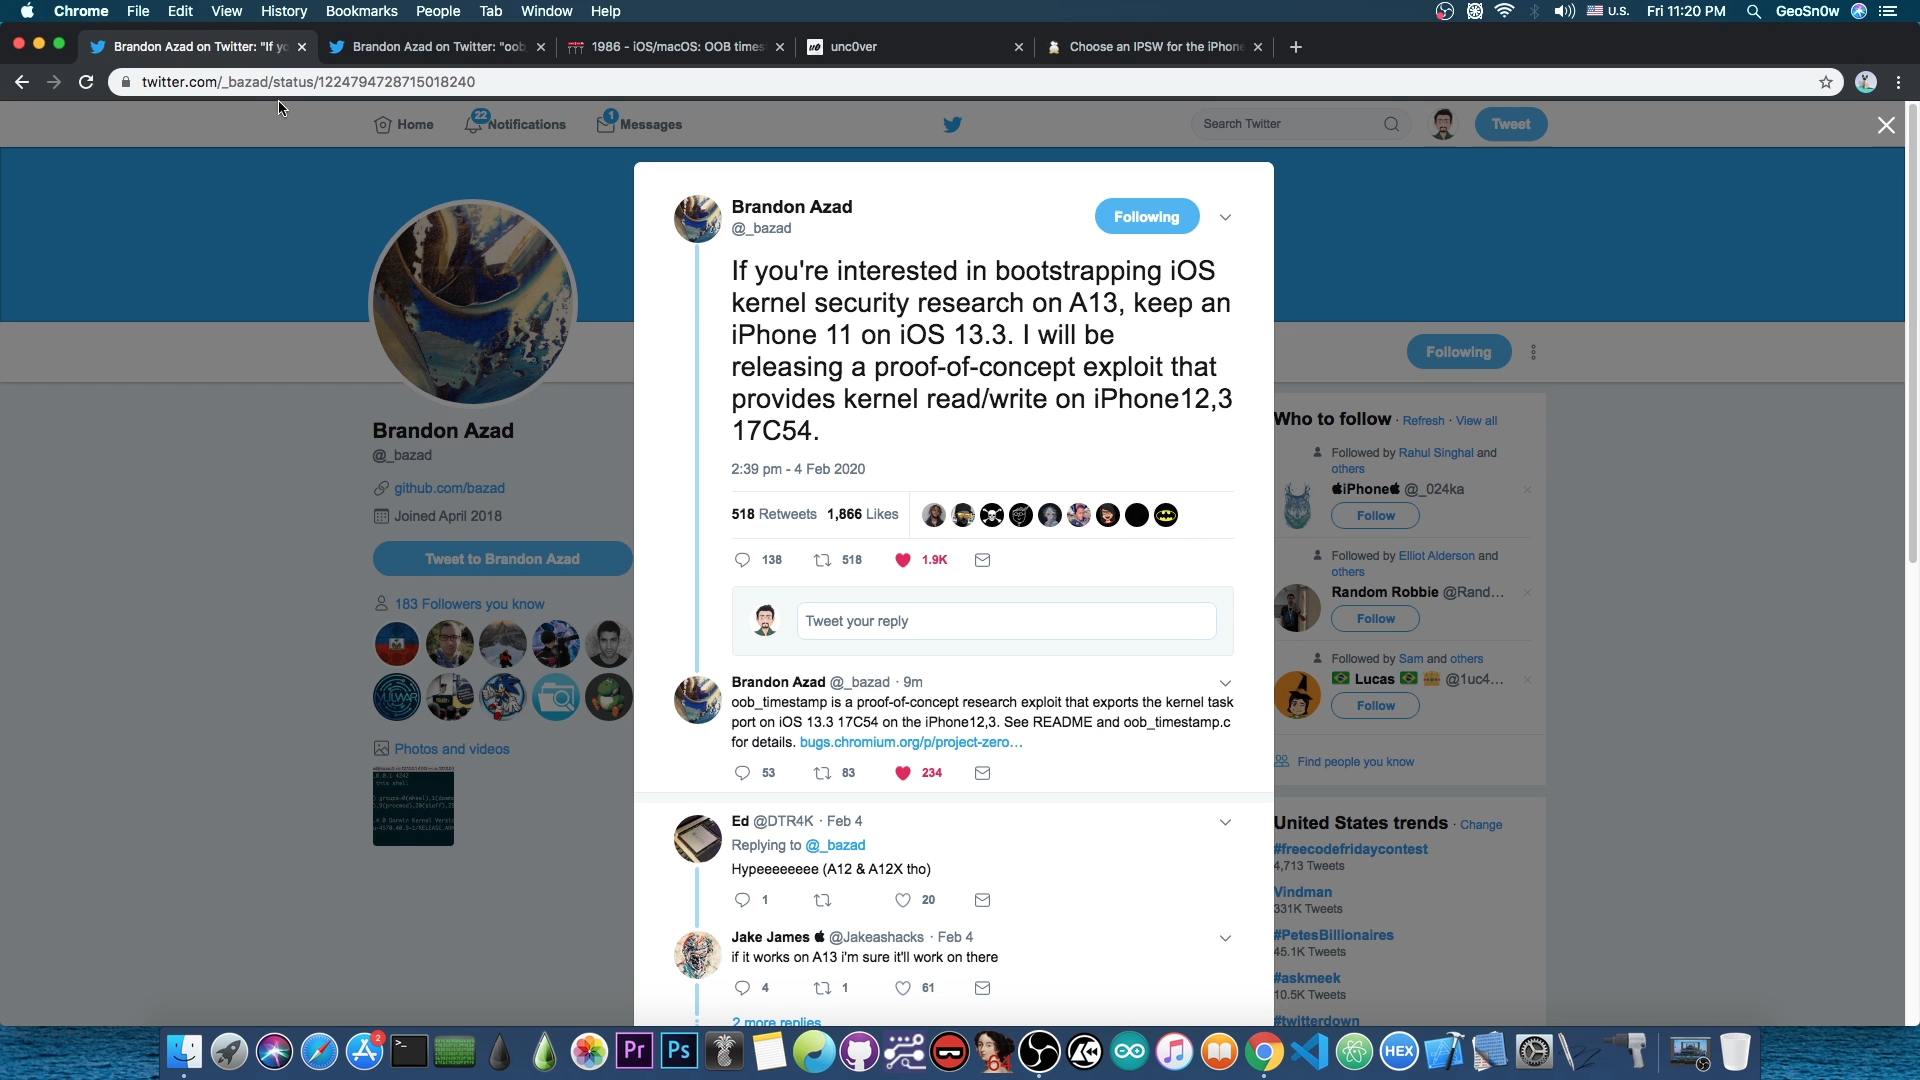 Chrome File Edit View History Bookmarks People Tab Window Help
U.S. Fri 11:20 PM GeoSn0w
Brandon Azad on Twitter: "If yo
Brandon Azad on Twitter: "oob
1986 - iOS/macOS: OOB times
unc0ver
Choose an IPSW for the iPhone
twitter.com/_bazad/status/1224794728715018240
Home
22
Notifications
1
Messages
Search Twitter
Tweet
Brandon Azad
@_bazad
Following
If you're interested in bootstrapping iOS
kernel security research on A13, keep an
iPhone 11 on iOS 13.3. I will be
releasing a proof-of-concept exploit that
provides kernel read/write on iPhone12,3
17C54.
2:39 pm - 4 Feb 2020
518 Retweets 1,866 Likes
138 518 1.9K
Tweet your reply
Brandon Azad @_bazad · 9m
oob_timestamp is a proof-of-concept research exploit that exports the kernel task
port on iOS 13.3 17C54 on the iPhone12,3. See README and oob_timestamp.c
for details. bugs.chromium.org/p/project-zero…
53 83 234
Ed @DTR4K · Feb 4
Replying to @_bazad
Hypeeeeeeee (A12 & A12X tho)
1 20
Jake James @Jakeashacks · Feb 4
if it works on A13 i'm sure it'll work on there
4 1 61
2 more replies
Brandon Azad
@_bazad
github.com/bazad
Joined April 2018
Tweet to Brandon Azad
183 Followers you know
Photos and videos
Following
Who to follow · Refresh · View all
Followed by Rahul Singhal and
others
iPhone @_024ka
Follow
Followed by Elliot Alderson and
others
Random Robbie @Rand...
Follow
Followed by Sam and others
Lucas @1uc4...
Follow
Find people you know
United States trends · Change
#freecodefridaycontest
4,713 Tweets
Vindman
331K Tweets
#PetesBillionaires
45.1K Tweets
#askmeek
10.5K Tweets
#twitterdown
2
Pr
Ps
64
HEX